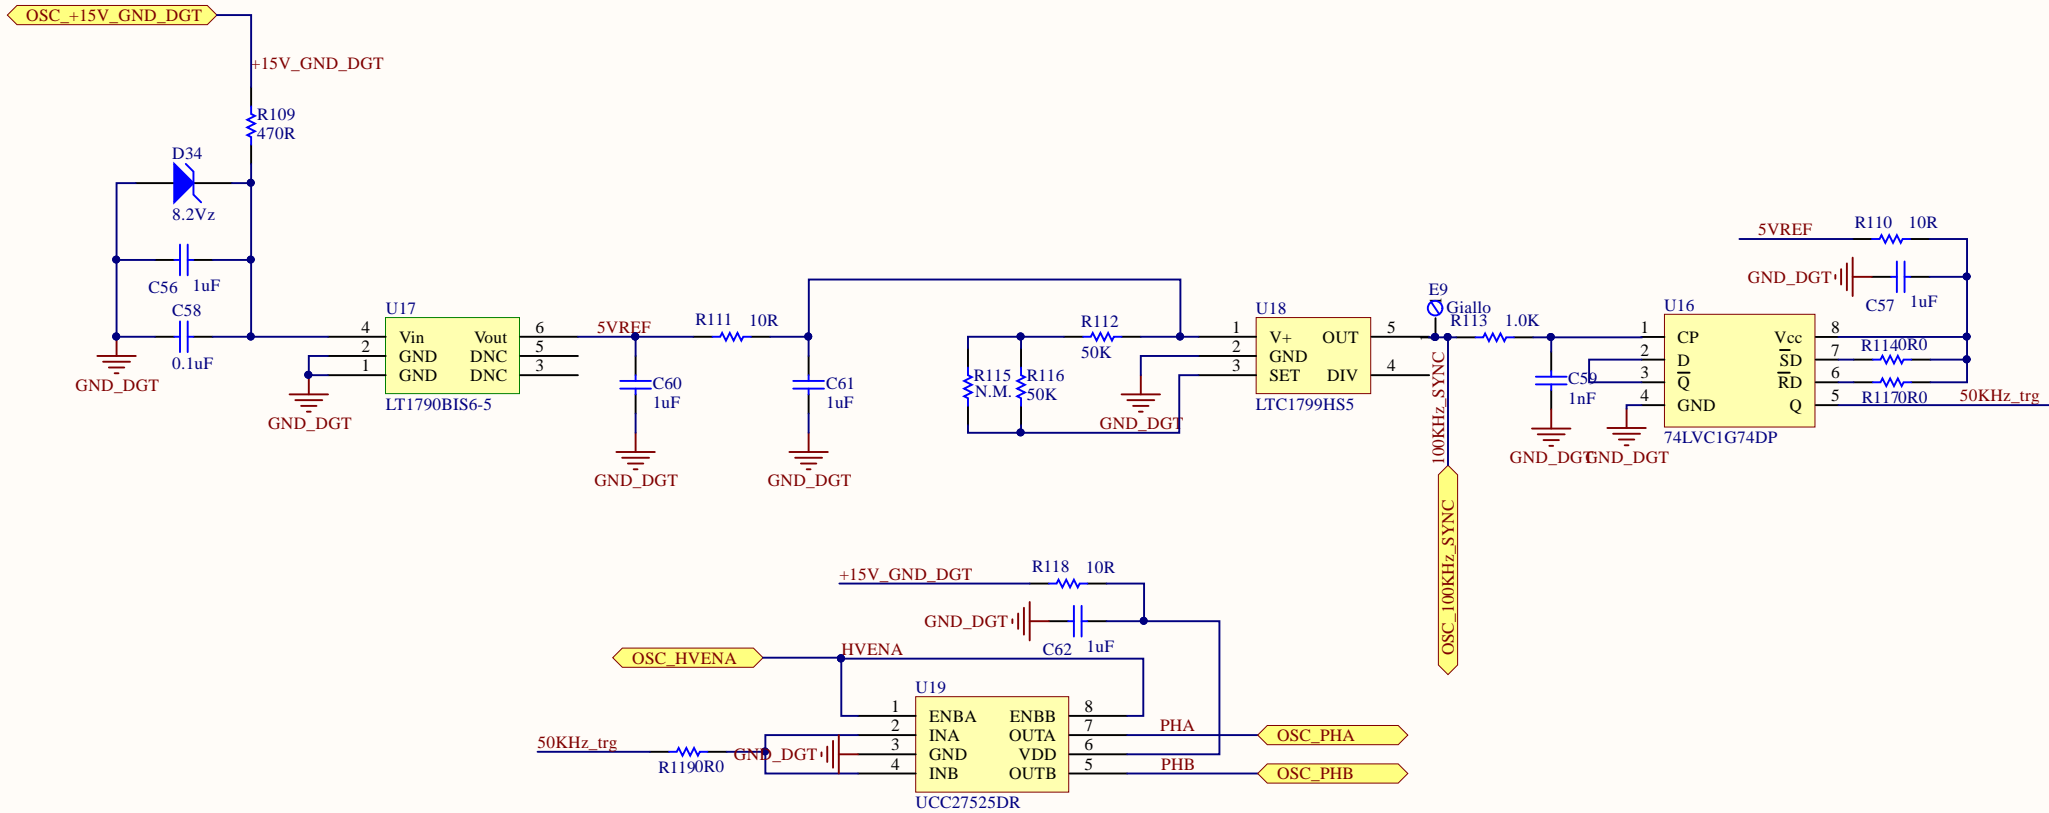 OSC_+15V_GND_DGT
+15V_GND_DGT
R109
470R
D34
8.2Vz
C56 1uF
C58
0.1uF
GND_DGT
U17
4 Vin Vout 6
2 GND DNC 5
1 GND DNC 3
LT1790BIS6-5
GND_DGT
5VREF
R111 10R
C60
1uF
GND_DGT
C61
1uF
GND_DGT
R112
50K
R115
N.M.
R116
50K
GND_DGT
U18
1 V+ OUT 5
2 GND
3 SET DIV 4
LTC1799HS5
E9
Giallo
R113 1.0K
100KHz_SYNC
OSC_100KHz_SYNC
C59
1nF
GND_DGT
GND_DGT
5VREF
R110 10R
GND_DGT
C57 1uF
U16
1 CP Vcc 8
2 D SD 7
3 Q RD 6
4 GND Q 5
74LVC1G74DP
R114 0R0
R117 0R0
50KHz_trg
+15V_GND_DGT
R118 10R
GND_DGT
C62 1uF
OSC_HVENA
HVENA
U19
1 ENBA ENBB 8
2 INA OUTA 7
3 GND VDD 6
4 INB OUTB 5
UCC27525DR
50KHz_trg
R119 0R0
GND_DGT
PHA
OSC_PHA
PHB
OSC_PHB